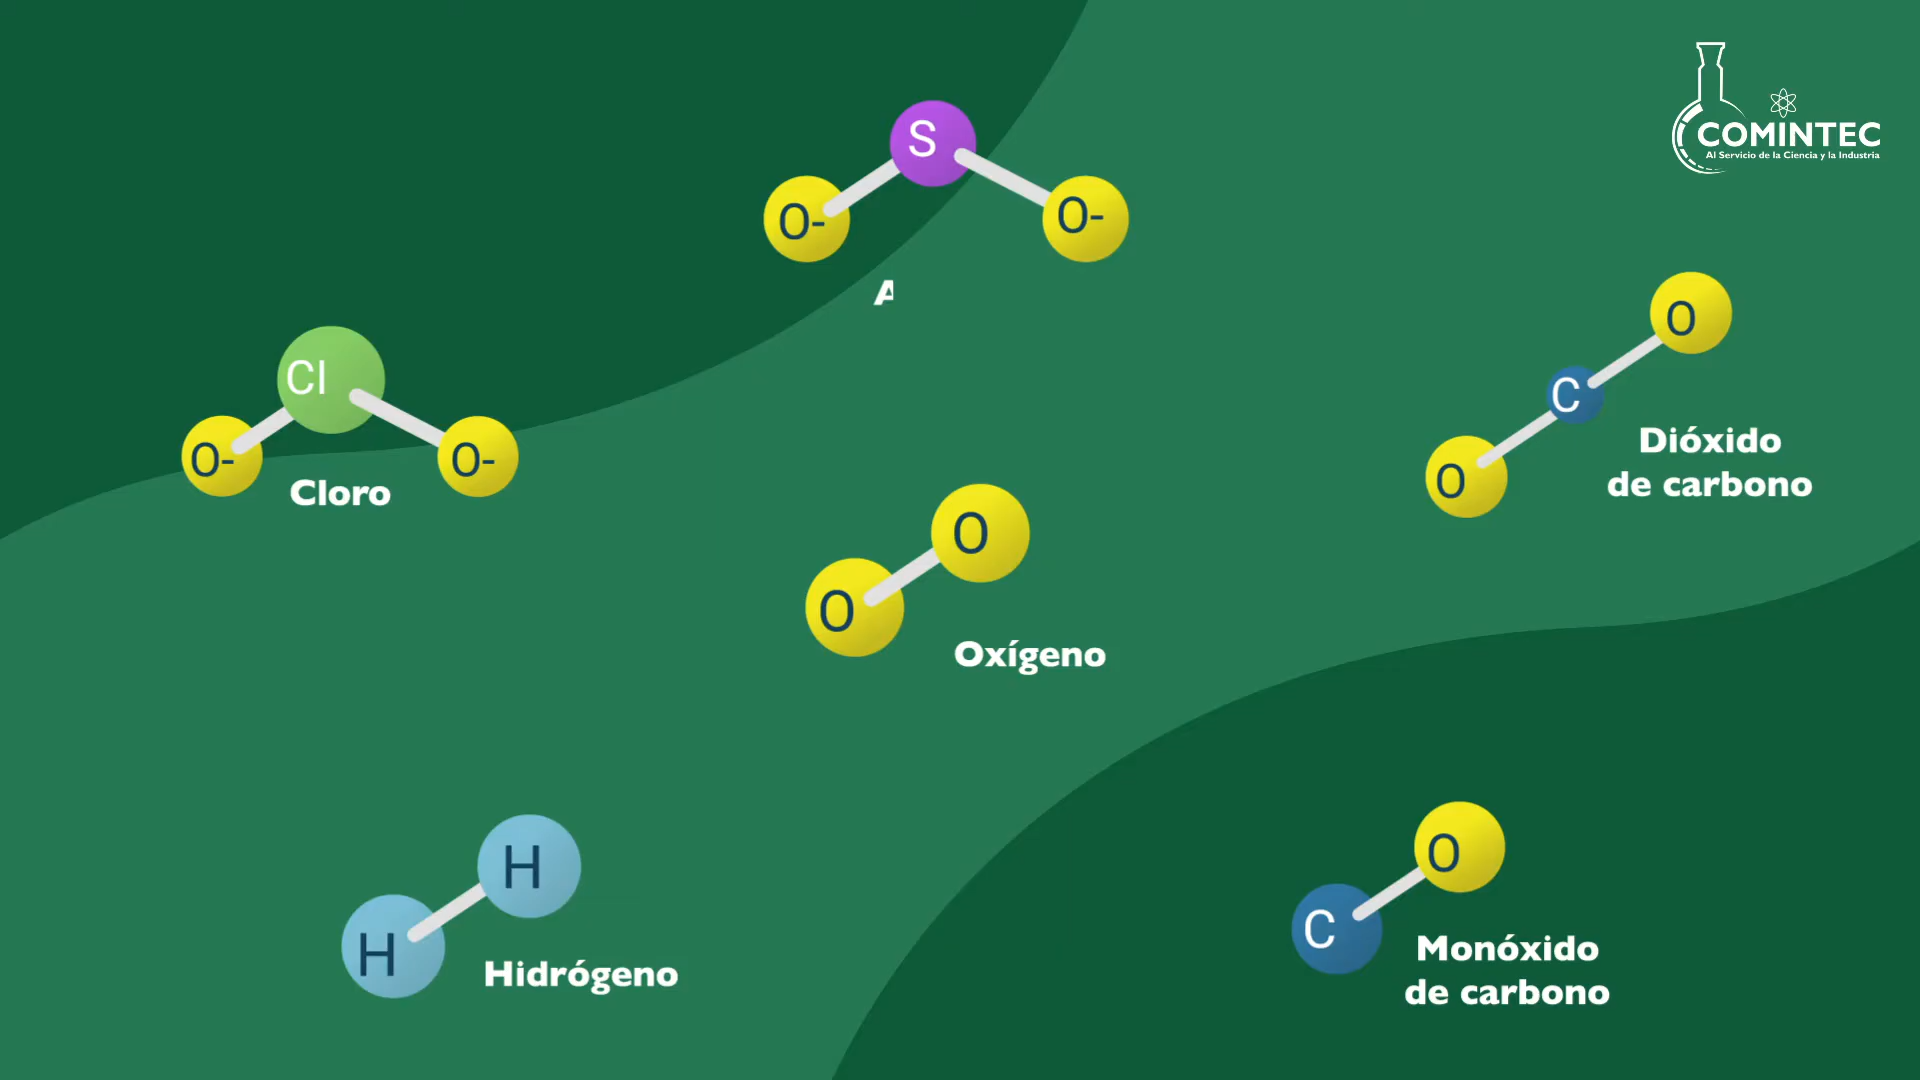 COMINTEC
Al Servicio de la Ciencia y la Industria
S
O-
O-
A
Cl
O-
O-
Cloro
O
C
O
Dióxido
de carbono
O
O
Oxígeno
H
H
Hidrógeno
O
C
Monóxido
de carbono